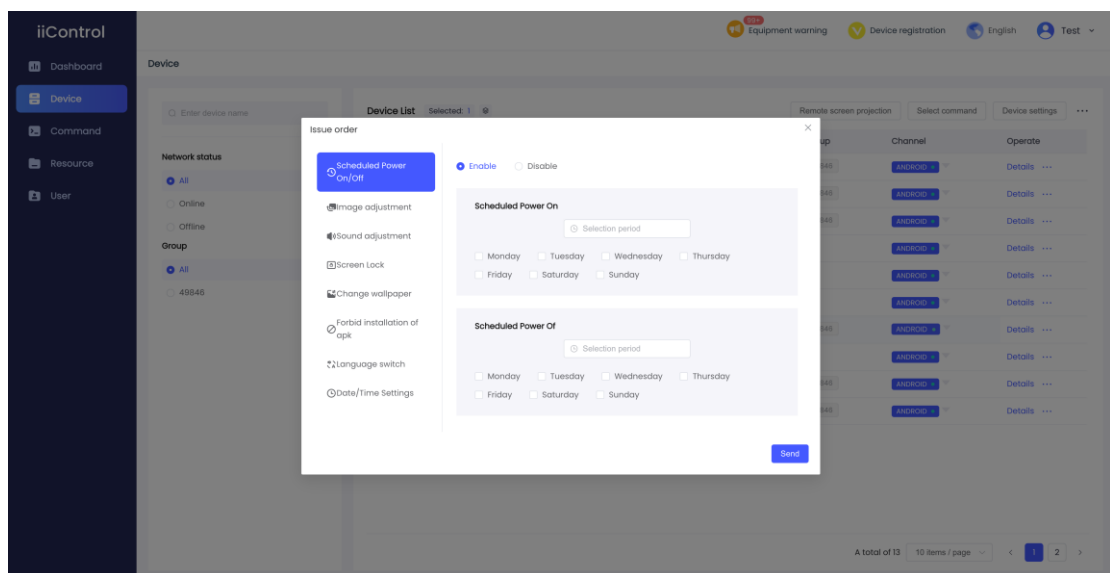 iiControl
99+
Equipment warning
Device registration
English
Test
Dashboard
Device
Command
Resource
User
Device
Enter device name
Network status
All
Online
Offline
Group
All
49846
Device List
Selected: 1
Remote screen projection
Select command
Device settings
Channel
Operate
ANDROID
Details
ANDROID
Details
ANDROID
Details
ANDROID
Details
ANDROID
Details
ANDROID
Details
ANDROID
Details
ANDROID
Details
ANDROID
Details
ANDROID
Details
Issue order
Scheduled Power
On/Off
Image adjustment
Sound adjustment
Screen Lock
Change wallpaper
Forbid installation of
apk
Language switch
Date/Time Settings
Enable
Disable
Scheduled Power On
Selection period
Monday Tuesday Wednesday Thursday
Friday Saturday Sunday
Scheduled Power Of
Selection period
Monday Tuesday Wednesday Thursday
Friday Saturday Sunday
Send
A total of 13
10 items / page
1
2